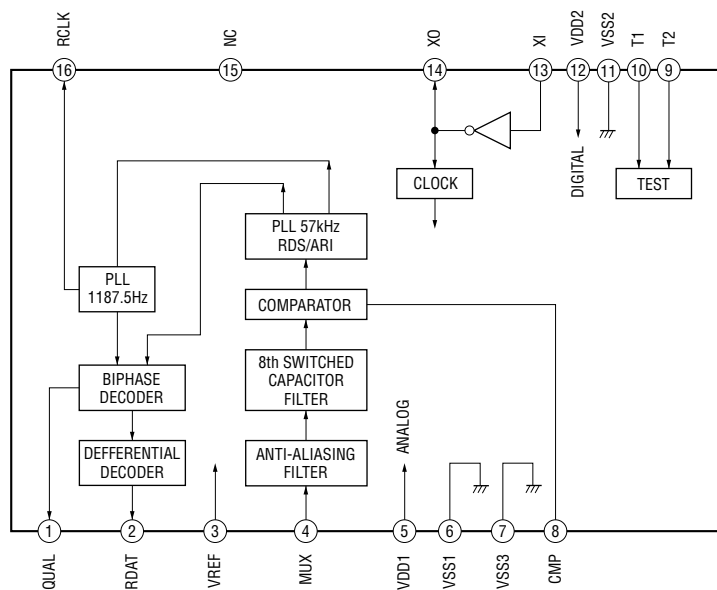 RCLK
NC
XO
XI
VDD2
VSS2
T1
T2
16
15
14
13
12
11
10
9
CLOCK
DIGITAL
TEST
PLL 57kHz
RDS/ARI
PLL
1187.5Hz
COMPARATOR
BIPHASE
DECODER
8th SWITCHED
CAPACITOR
FILTER
DEFFERENTIAL
DECODER
ANTI-ALIASING
FILTER
ANALOG
1
2
3
4
5
6
7
8
QUAL
RDAT
VREF
MUX
VDD1
VSS1
VSS3
CMP